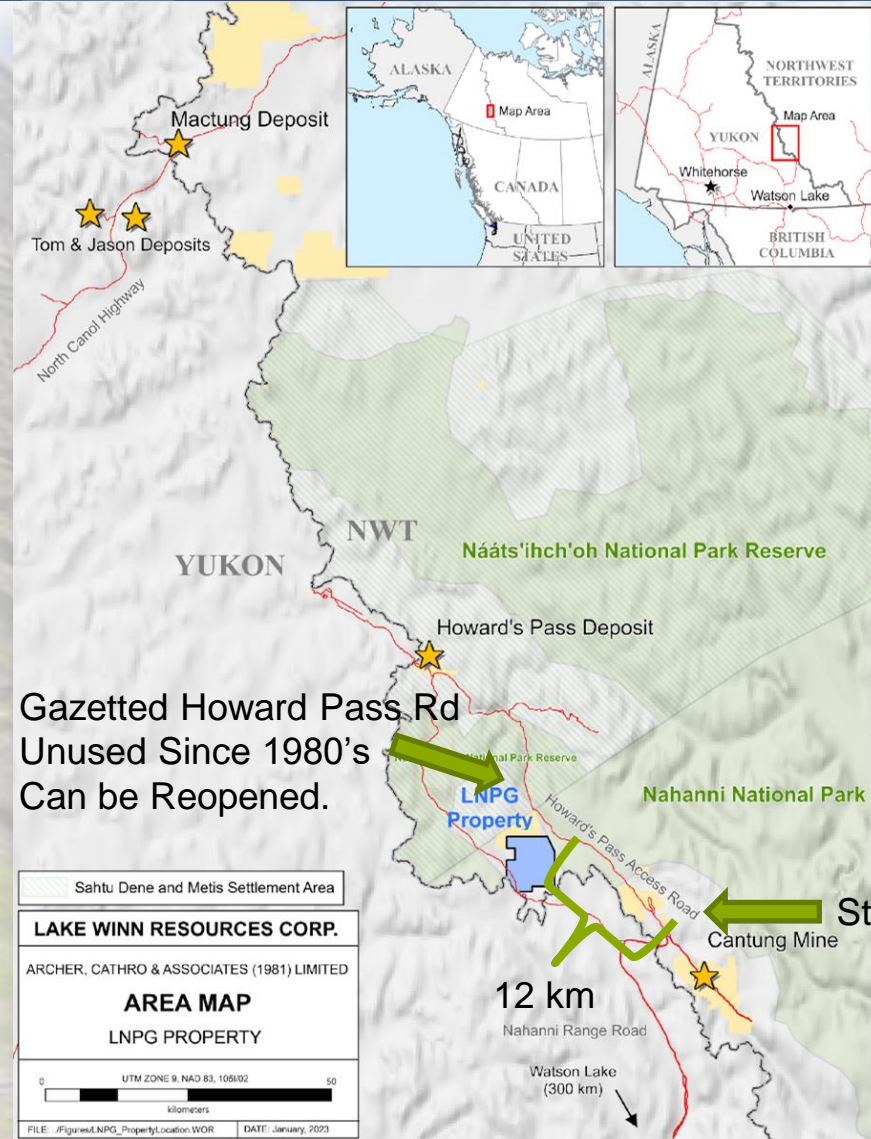 ALASKA
Map Area
CANADA
UNITED
STATES
ALASKA
NORTHWEST
TERRITORIES
Map Area
YUKON
Whitehorse
Watson Lake
BRITISH
COLUMBIA
Mactung Deposit
Tom & Jason Deposits
North Canol Highway
YUKON
NWT
Nááts'ihch'oh National Park Reserve
Howard's Pass Deposit
Gazetted Howard Pass Rd
Unused Since 1980's
Can be Reopened.
National Park Reserve
LNPG
Property
Nahanni National Park
Howard's Pass Access Road
St
Cantung Mine
12 km
Nahanni Range Road
Watson Lake
(300 km)
Sahtu Dene and Metis Settlement Area
LAKE WINN RESOURCES CORP.
ARCHER, CATHRO & ASSOCIATES (1981) LIMITED
AREA MAP
LNPG PROPERTY
UTM ZONE 9, NAD 83, 105I/02
0 50
kilometers
FILE: ../Figures/LNPG_PropertyLocation.WOR DATE: January, 2023